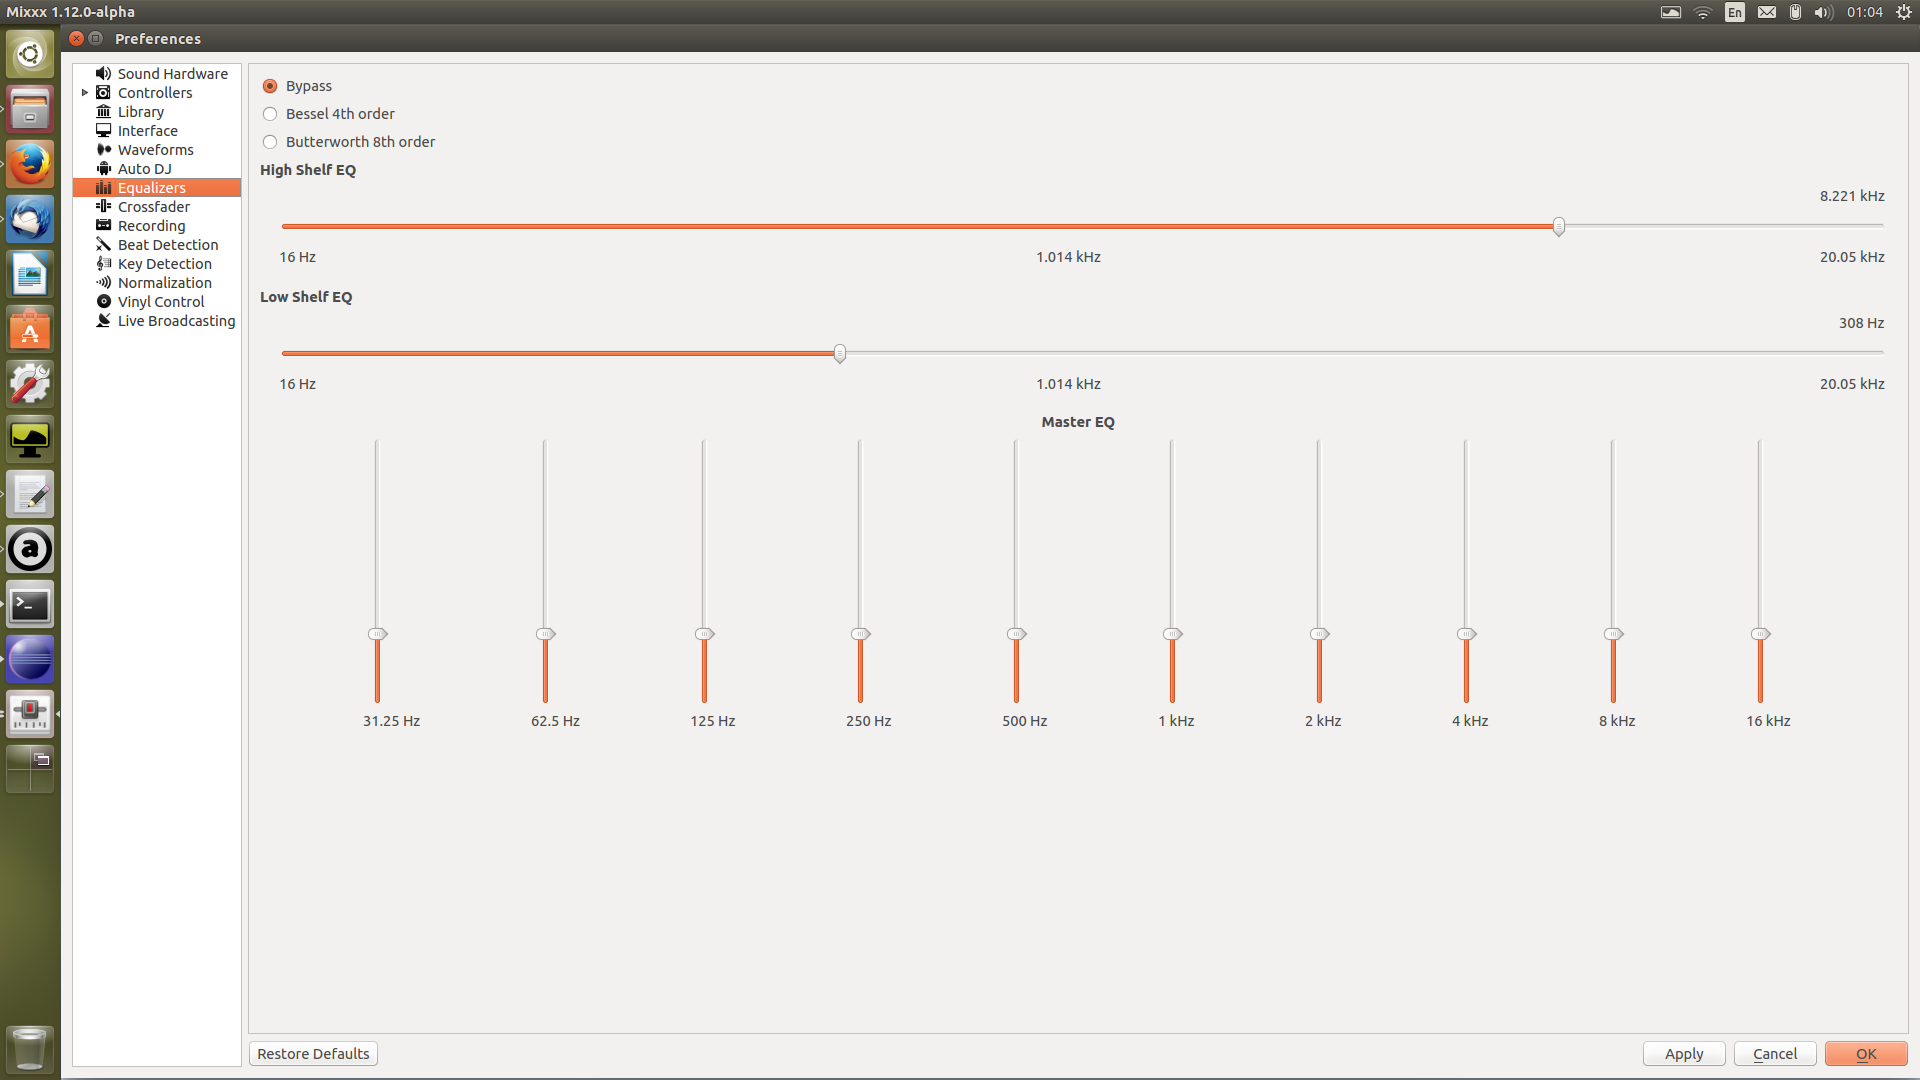 Mixxx 1.12.0-alpha
En
01:04
Preferences
Sound Hardware
Controllers
Library
Interface
Waveforms
Auto DJ
Equalizers
Crossfader
Recording
Beat Detection
Key Detection
Normalization
Vinyl Control
Live Broadcasting
Bypass
Bessel 4th order
Butterworth 8th order
High Shelf EQ
8.221 kHz
16 Hz 1.014 kHz 20.05 kHz
Low Shelf EQ
308 Hz
16 Hz 1.014 kHz 20.05 kHz
Master EQ
31.25 Hz 62.5 Hz 125 Hz 250 Hz 500 Hz 1 kHz 2 kHz 4 kHz 8 kHz 16 kHz
Restore Defaults Apply Cancel OK